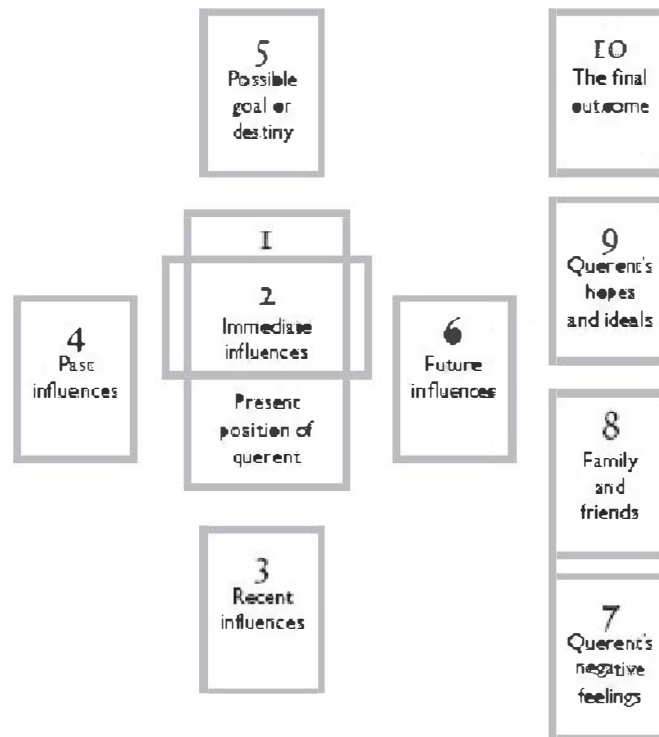 5
Possible
goal or
destiny
10
The final
outcome
1
2
Immediate
influences
Present
position of
querent
9
Querent's
hopes
and ideals
4
Past
influences
6
Future
influences
8
Family
and
friends
3
Recent
influences
7
Querent's
negative
feelings